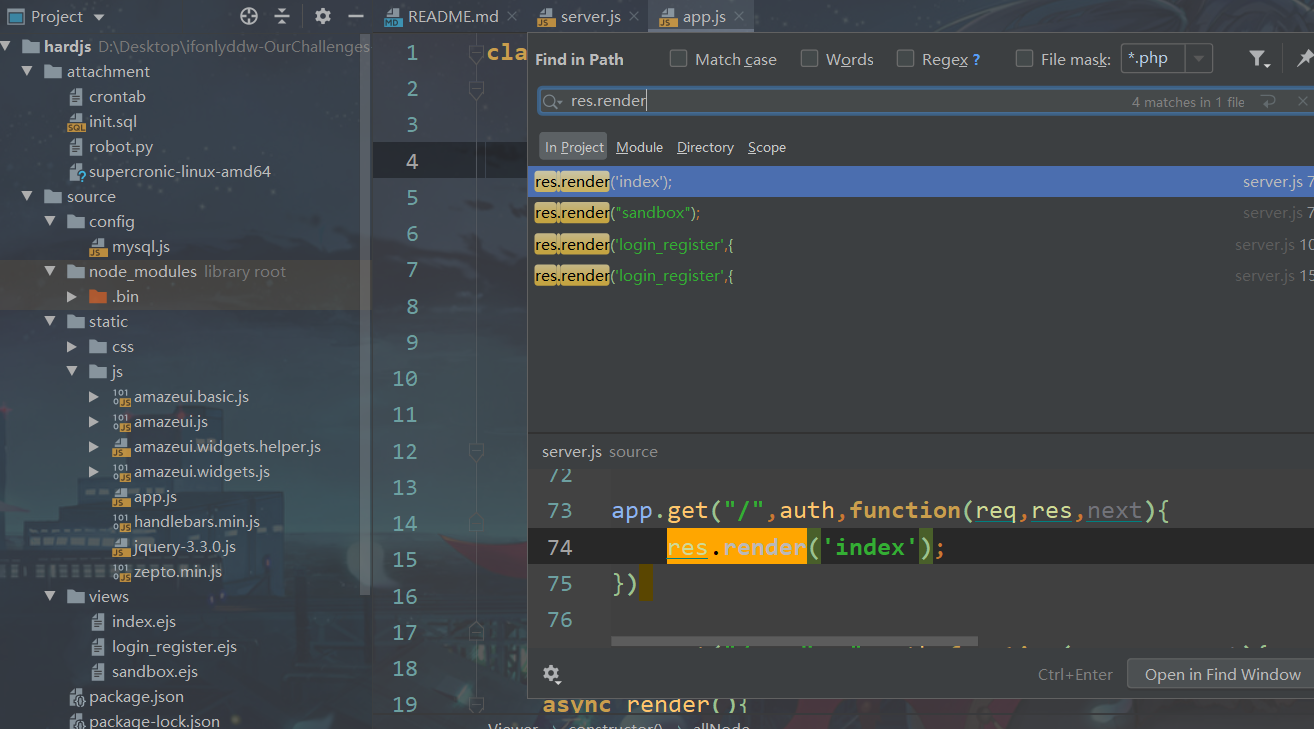 Project
hardjs D:\Desktop\ifonlyddw-OurChallenges
attachment
crontab
init.sql
robot.py
supercronic-linux-amd64
source
config
mysql.js
node_modules library root
.bin
static
css
js
amazeui.basic.js
amazeui.js
amazeui.widgets.helper.js
amazeui.widgets.js
app.js
handlebars.min.js
jquery-3.3.0.js
zepto.min.js
views
index.ejs
login_register.ejs
sandbox.ejs
package.json
package-lock.json
README.md
server.js
app.js
1
2
3
4
5
6
7
8
9
10
11
12
13
14
15
16
17
18
19
cla
Find in Path
Match case
Words
Regex ?
File mask:
*.php
res.render
4 matches in 1 file
In Project Module Directory Scope
res.render('index'); server.js 7
res.render("sandbox"); server.js 7
res.render('login_register',{ server.js 10
res.render('login_register',{ server.js 15
server.js source
72
73 app.get("/",auth,function(req,res,next){
74 res.render('index');
75 })
76
Ctrl+Enter
Open in Find Window
async render(){
Viewer constructor() allNode